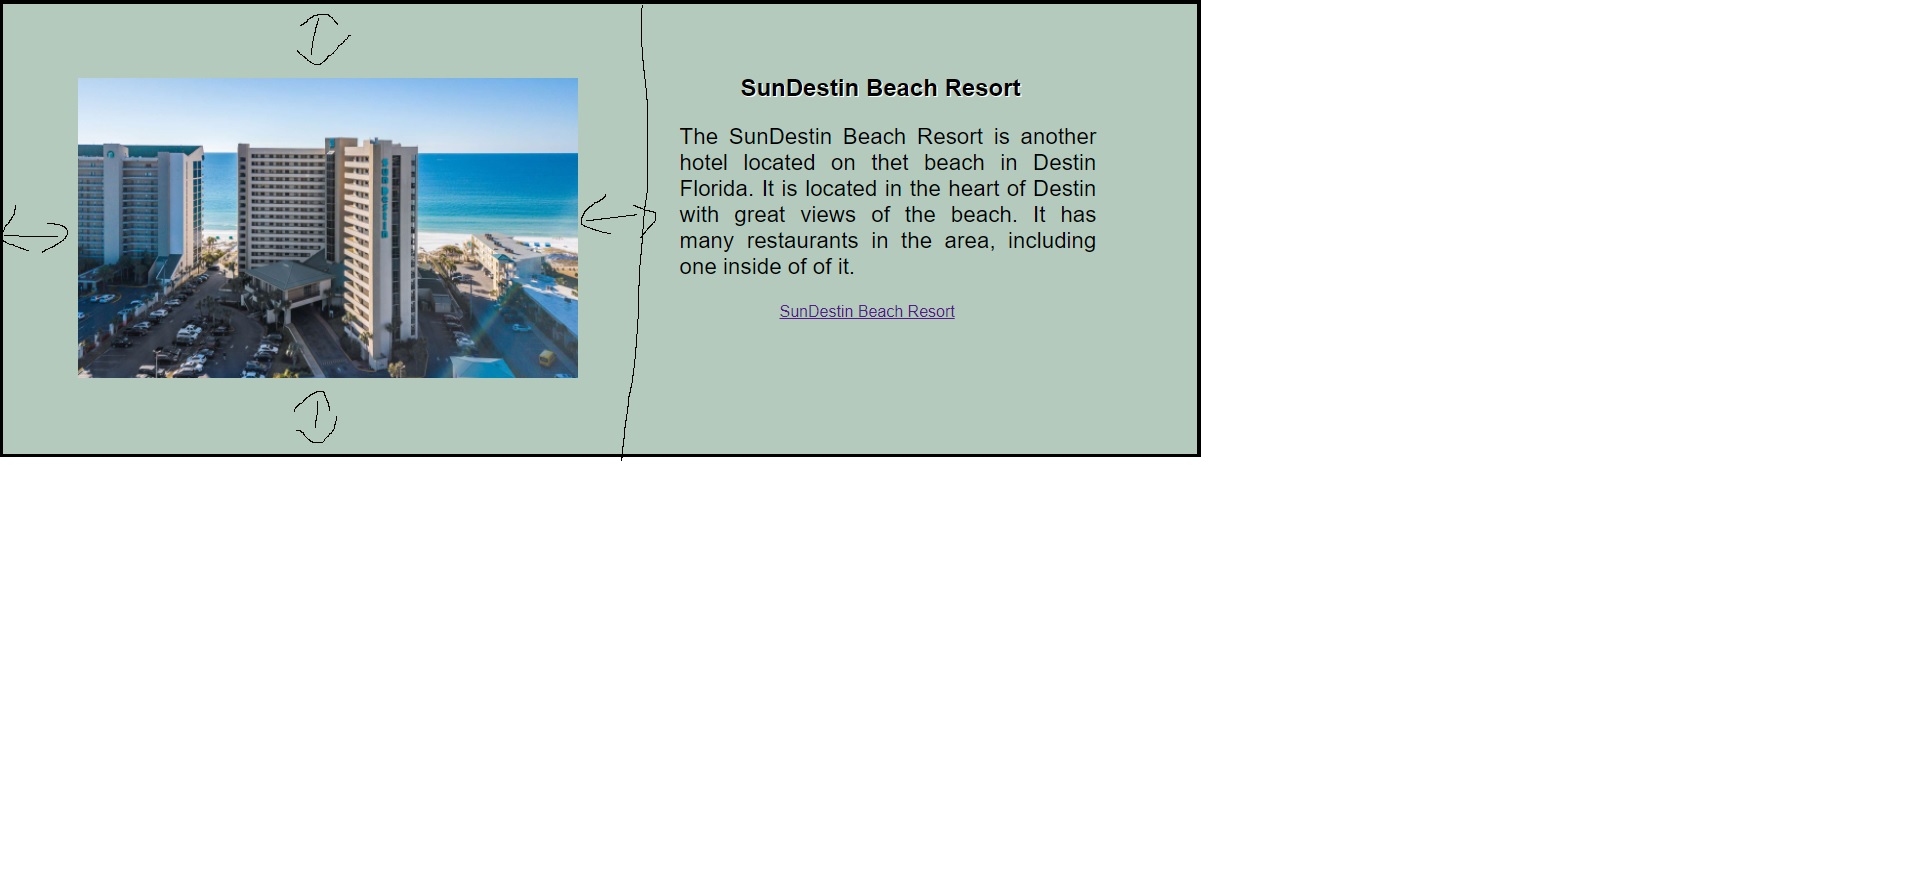 SunDestin Beach Resort
The SunDestin Beach Resort is another
hotel located on thet beach in Destin
Florida. It is located in the heart of Destin
with great views of the beach. It has
many restaurants in the area, including
one inside of of it.
SunDestin Beach Resort
SunDestin